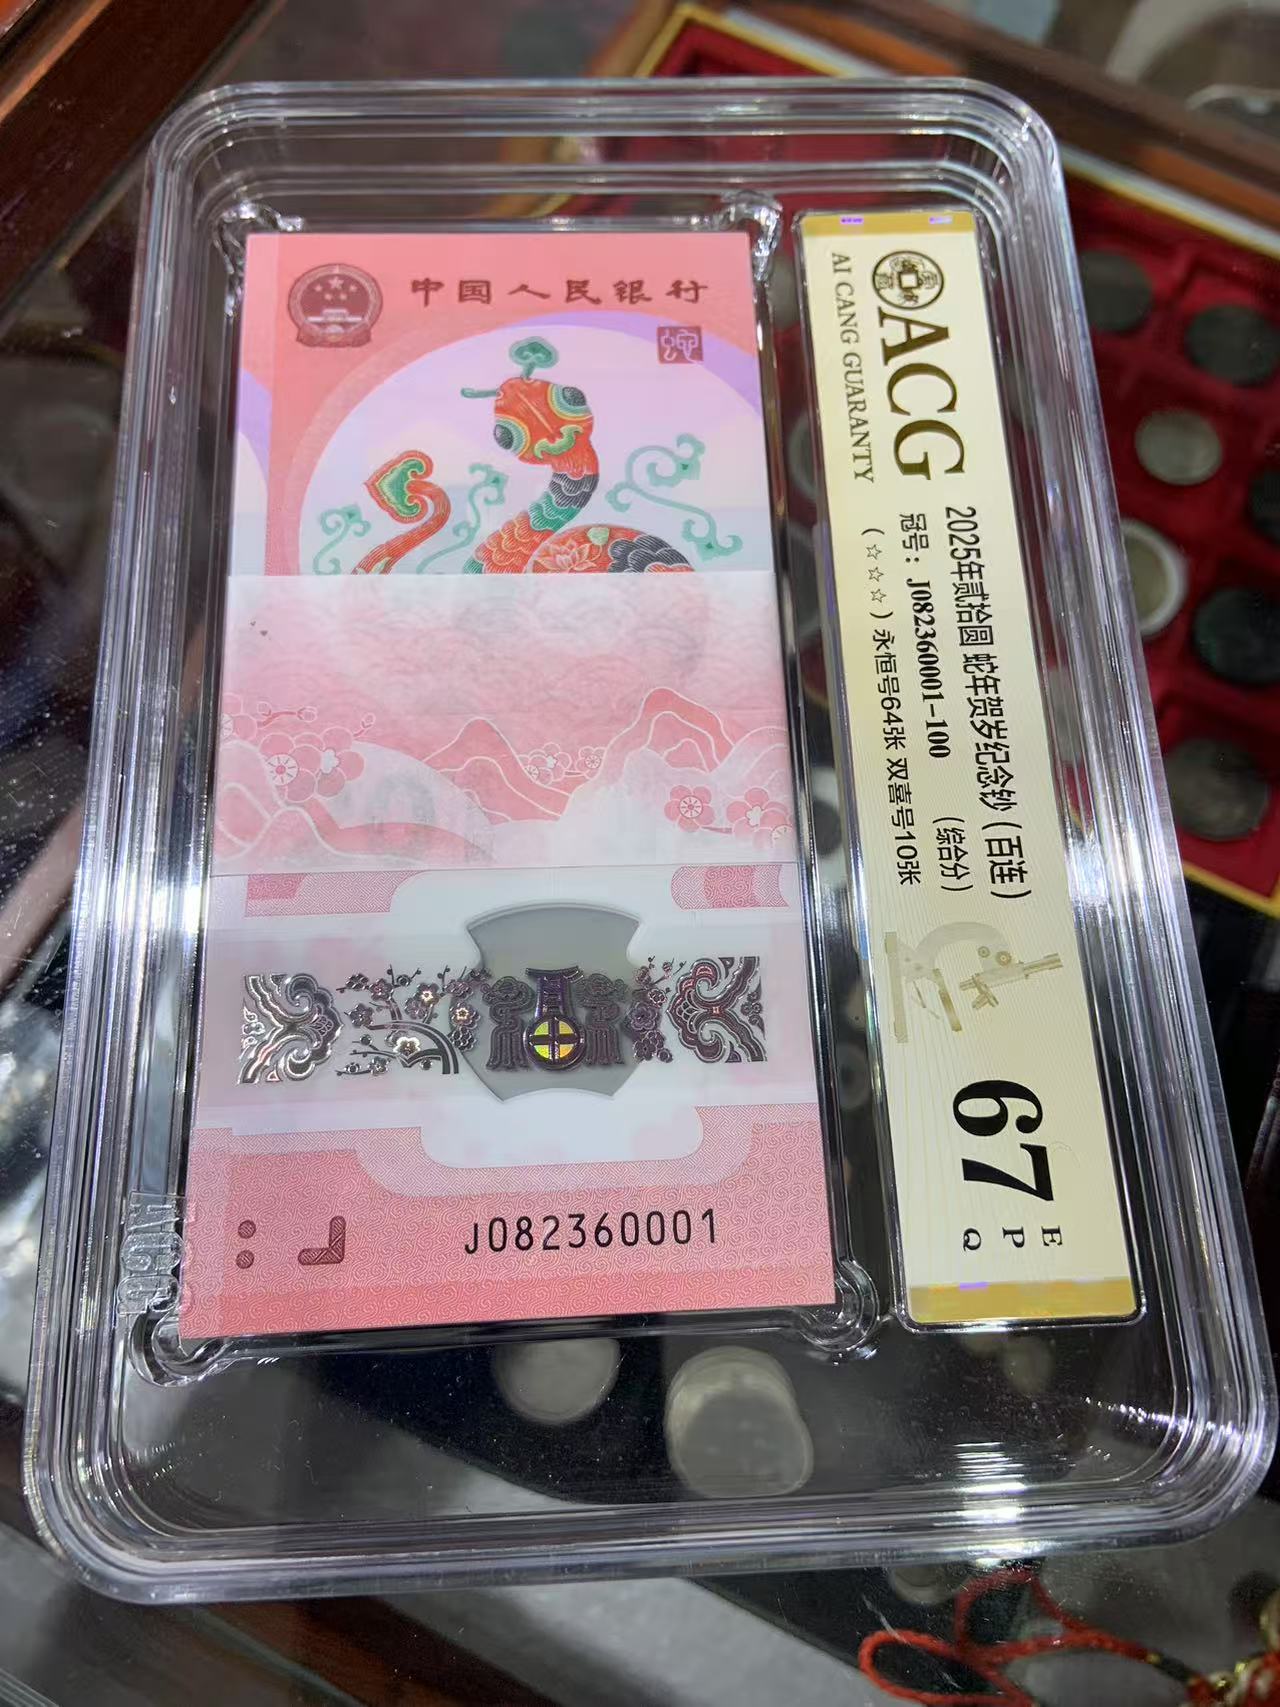 中国人民银行
蛇
J082360001
ACG
AI CANG GUARANTY
2025年贰拾圆 蛇年贺岁纪念钞(百连)
冠号:J082360001-100 (综合分)
(☆☆☆)永恒号64张 双喜号10张
67
E
P
Q
ACG